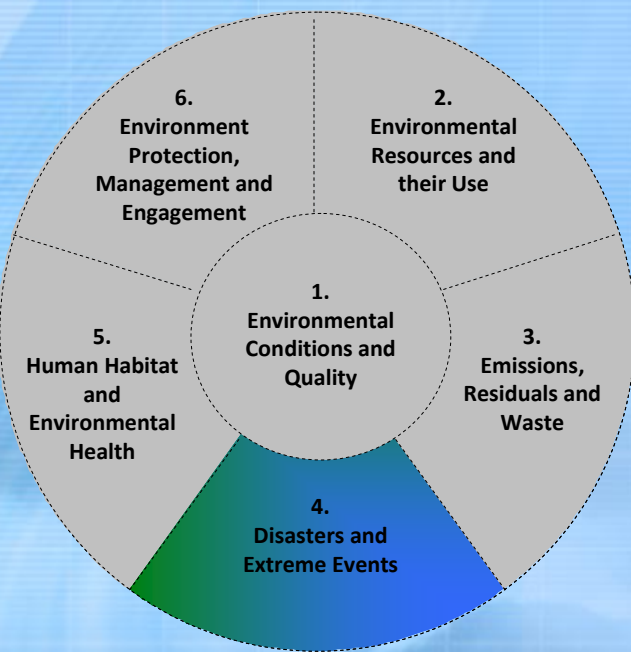 1.
Environmental
Conditions and
Quality
2.
Environmental
Resources and
their Use
3.
Emissions,
Residuals and
Waste
4.
Disasters and
Extreme Events
5.
Human Habitat
and
Environmental
Health
6.
Environment
Protection,
Management and
Engagement